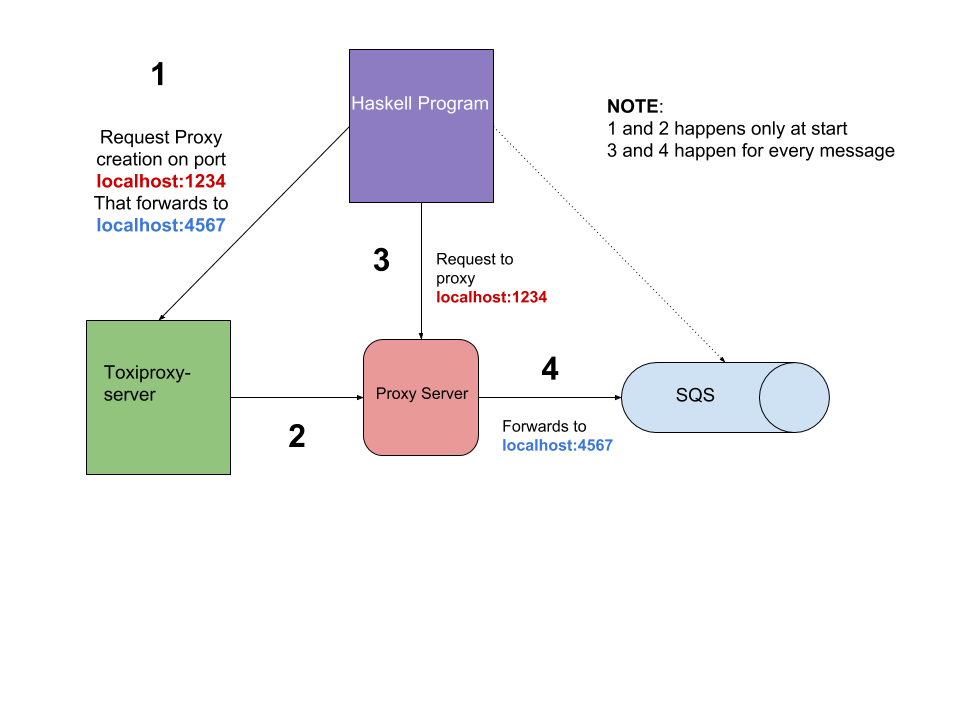 1
Request Proxy
creation on port
localhost:1234
That forwards to
localhost:4567
Haskell Program
NOTE:
1 and 2 happens only at start
3 and 4 happen for every message
3
Request to
proxy
localhost:1234
Toxiproxy-
server
2
Proxy Server
4
Forwards to
localhost:4567
SQS